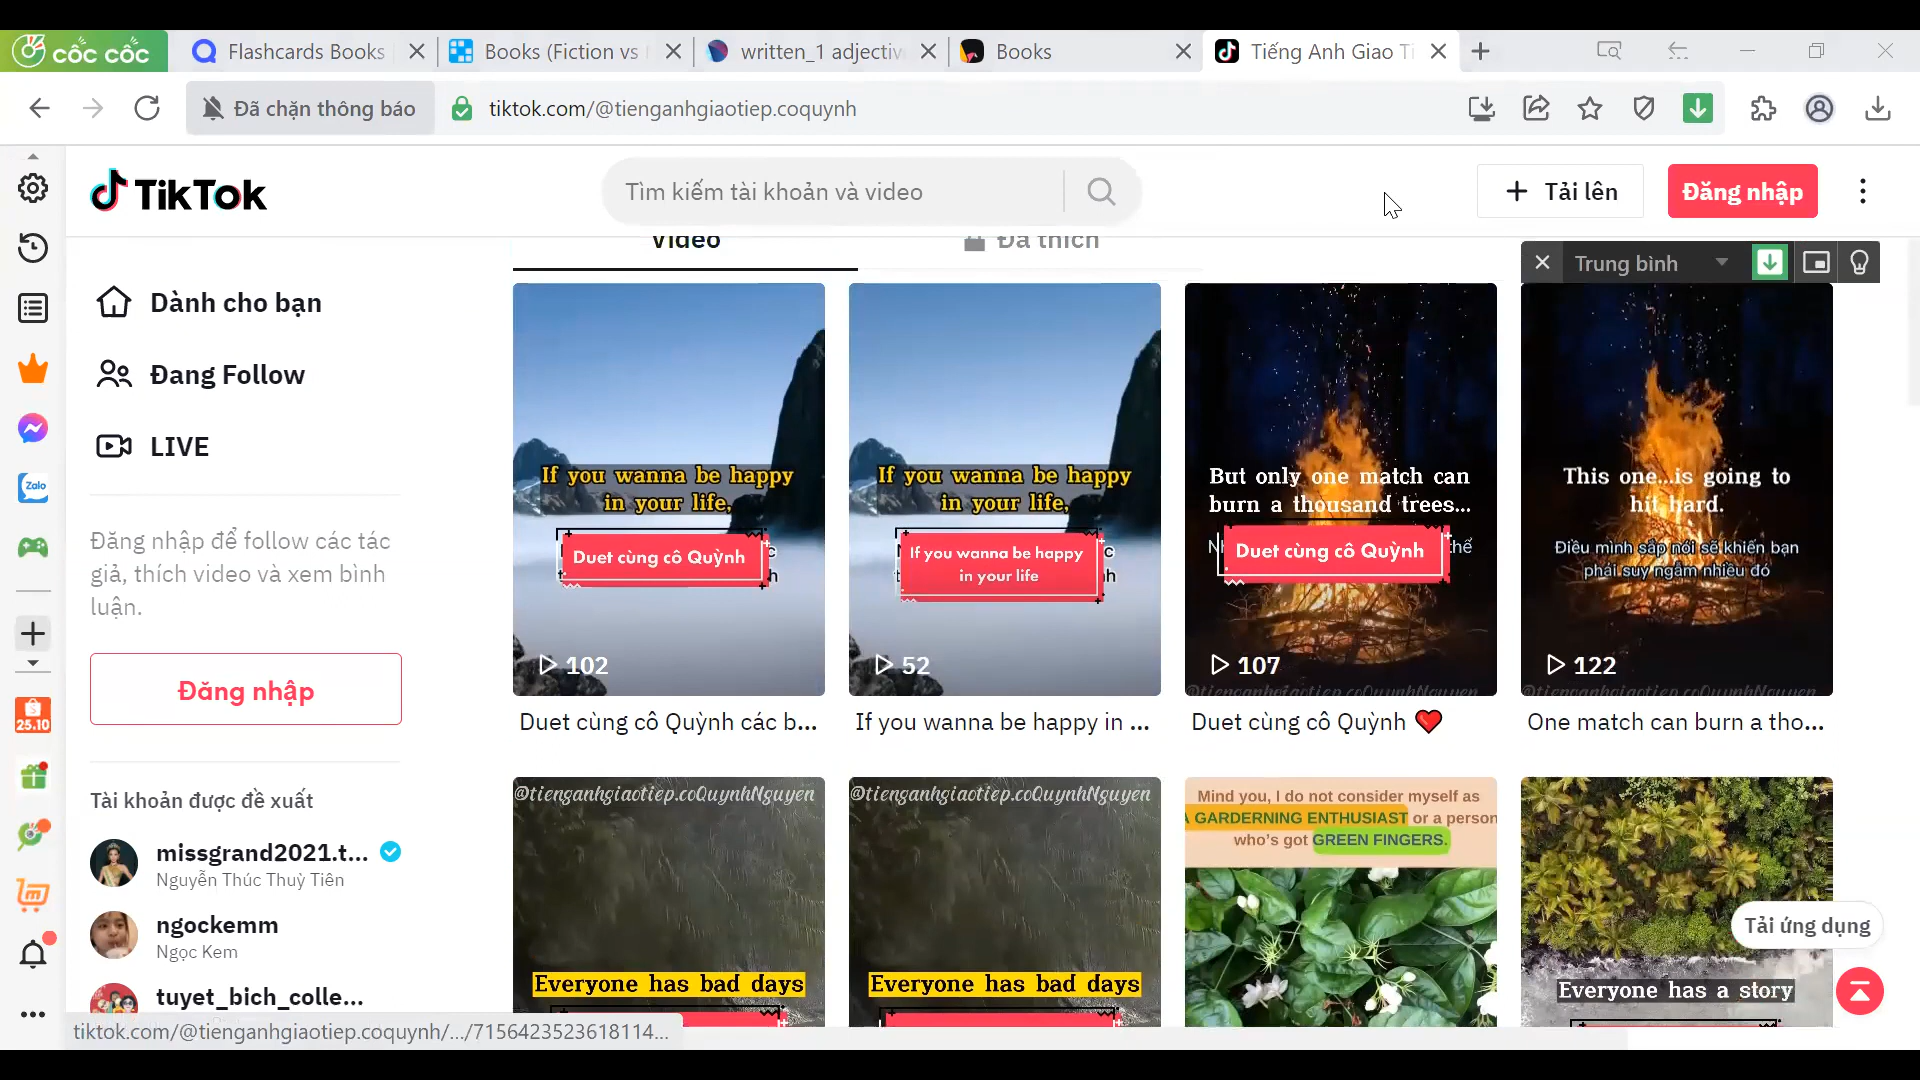 cốc cốc
Flashcards Books
Books (Fiction vs
written_1 adjectiv
Books
Tiếng Anh Giao Ti
Đã chặn thông báo
tiktok.com/@tienganhgiaotiep.coquynh
TikTok
Tìm kiếm tài khoản và video
Tải lên
Đăng nhập
Video
Đã thích
Trung bình
Dành cho bạn
Đang Follow
LIVE
Đăng nhập để follow các tác
giả, thích video và xem bình
luận.
Đăng nhập
Tài khoản được đề xuất
missgrand2021.t...
Nguyễn Thúc Thuỳ Tiên
ngockemm
Ngọc Kem
tuyet_bich_colle...
Zalo
25.10
If you wanna be happy
in your life,
Duet cùng cô Quỳnh
102
Duet cùng cô Quỳnh các b...
If you wanna be happy
in your life,
If you wanna be happy
in your life
52
If you wanna be happy in ...
But only one match can
burn a thousand trees...
Duet cùng cô Quỳnh
thể
107
@tienganhgiaotiep.coQuynhNguyen
Duet cùng cô Quỳnh ❤️
This one...is going to
hit hard.
Điều mình sắp nói sẽ khiến bạn
phải suy ngẫm nhiều đó
122
@tienganhgiaotiep.coQuynhNguyen
One match can burn a tho...
@tienganhgiaotiep.coQuynhNguyen
Everyone has bad days
@tienganhgiaotiep.coQuynhNguyen
Everyone has bad days
Mind you, I do not consider myself as
A GARDERNING ENTHUSIAST or a person
who's got GREEN FINGERS.
Everyone has a story
Tải ứng dụng
tiktok.com/@tienganhgiaotiep.coquynh/.../7156423523618114...